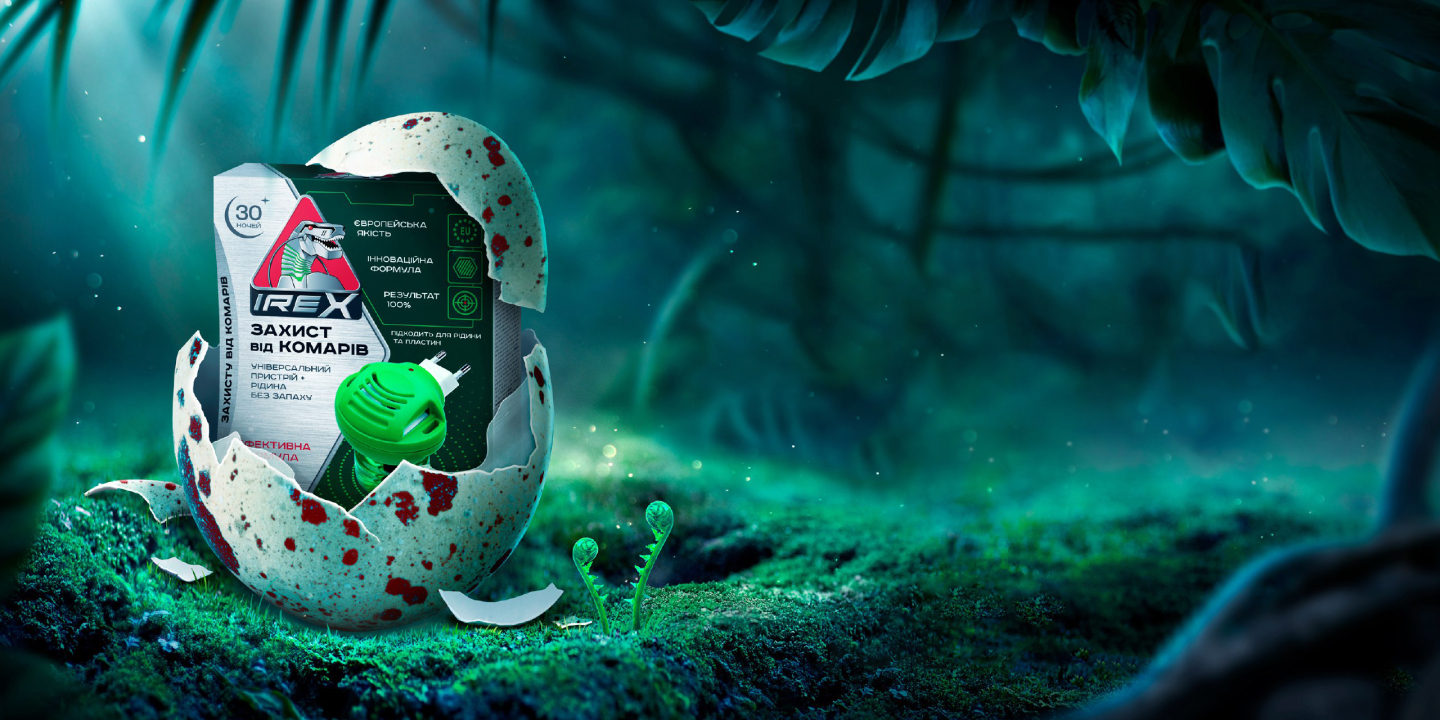 30
НОЧЕЙ
IREX
ЗАХИСТ
ВІД КОМАРІВ
УНІВЕРСАЛЬНИЙ
ПРИСТРІЙ +
РІДИНА
БЕЗ ЗАПАХУ
ЗАХИСТУ ВІД КОМАРІВ
ЄВРОПЕЙСЬКА
ЯКІСТЬ
EU
ІННОВАЦІЙНА
ФОРМУЛА
РЕЗУЛЬТАТ
100%
ПІДХОДИТЬ ДЛЯ РІДИНИ
ТА ПЛАСТИН